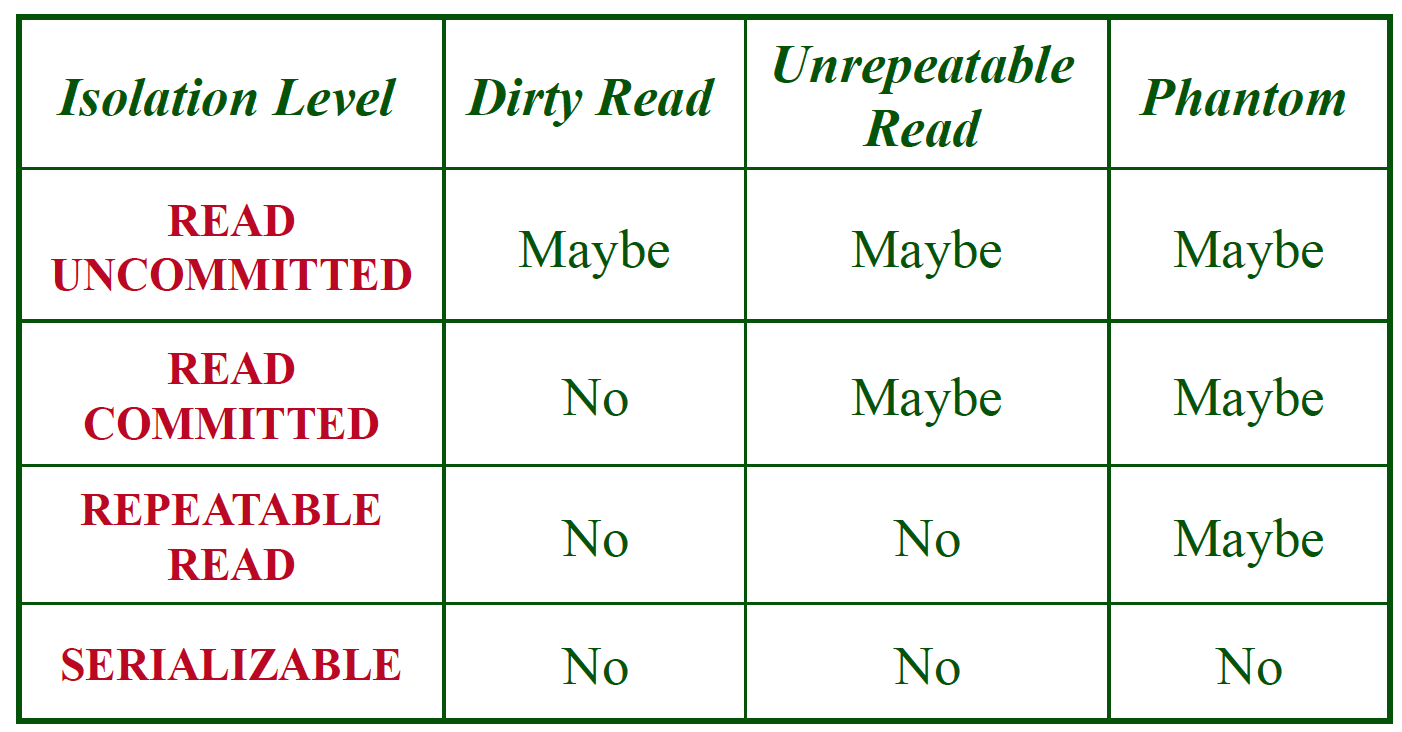 Isolation Level Dirty Read Unrepeatable Read Phantom
READ UNCOMMITTED Maybe Maybe Maybe
READ COMMITTED No Maybe Maybe
REPEATABLE READ No No Maybe
SERIALIZABLE No No No